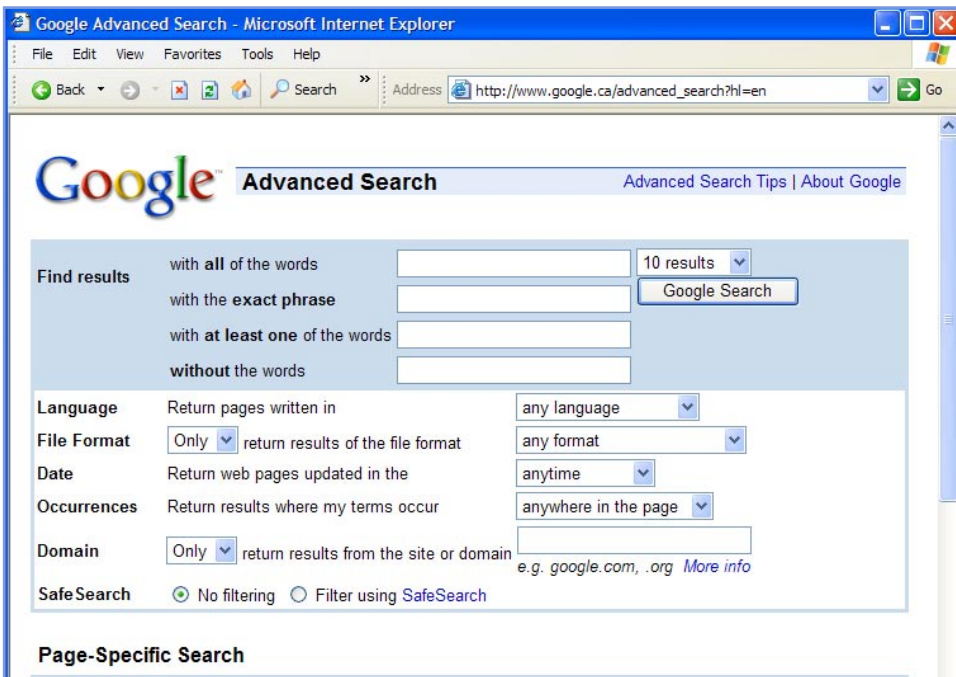 Google Advanced Search - Microsoft Internet Explorer
File Edit View Favorites Tools Help
Back Search » Address http://www.google.ca/advanced_search?hl=en Go
Google™ Advanced Search Advanced Search Tips | About Google
Find results with all of the words 10 results
Google Search
with the exact phrase
with at least one of the words
without the words
Language Return pages written in any language
File Format Only return results of the file format any format
Date Return web pages updated in the anytime
Occurrences Return results where my terms occur anywhere in the page
Domain Only return results from the site or domain
e.g. google.com, .org More info
SafeSearch No filtering Filter using SafeSearch
Page-Specific Search